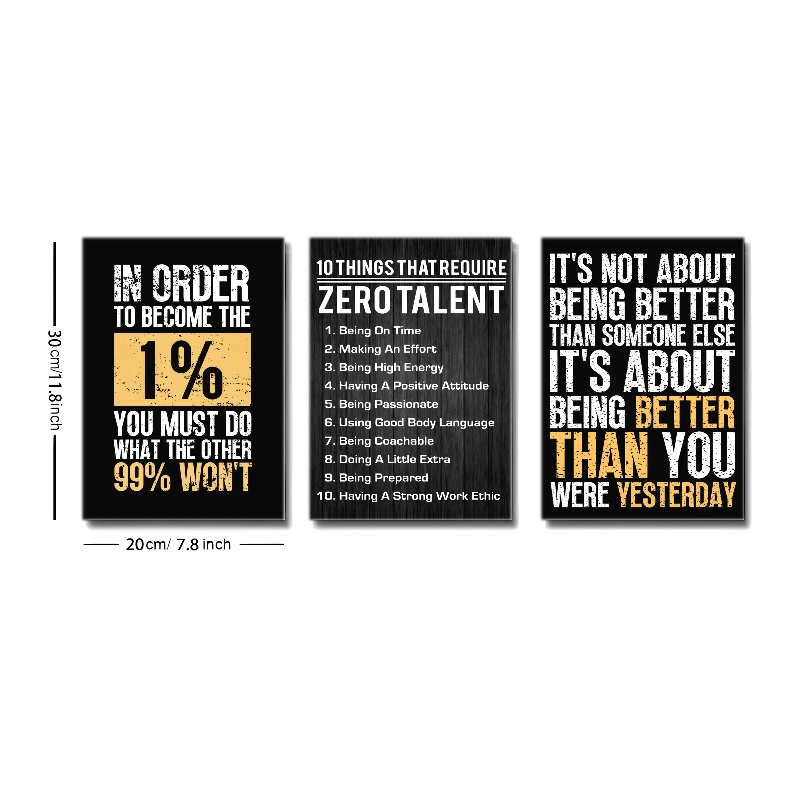 IN ORDER
TO BECOME THE
1%
YOU MUST DO
WHAT THE OTHER
99% WON'T
10 THINGS THAT REQUIRE
ZERO TALENT
1. Being On Time
2. Making An Effort
3. Being High Energy
4. Having A Positive Attitude
5. Being Passionate
6. Using Good Body Language
7. Being Coachable
8. Doing A Little Extra
9. Being Prepared
10. Having A Strong Work Ethic
IT'S NOT ABOUT
BEING BETTER
THAN SOMEONE ELSE
IT'S ABOUT
BEING BETTER
THAN YOU
WERE YESTERDAY
30cm/11.8inch
20cm/ 7.8 inch